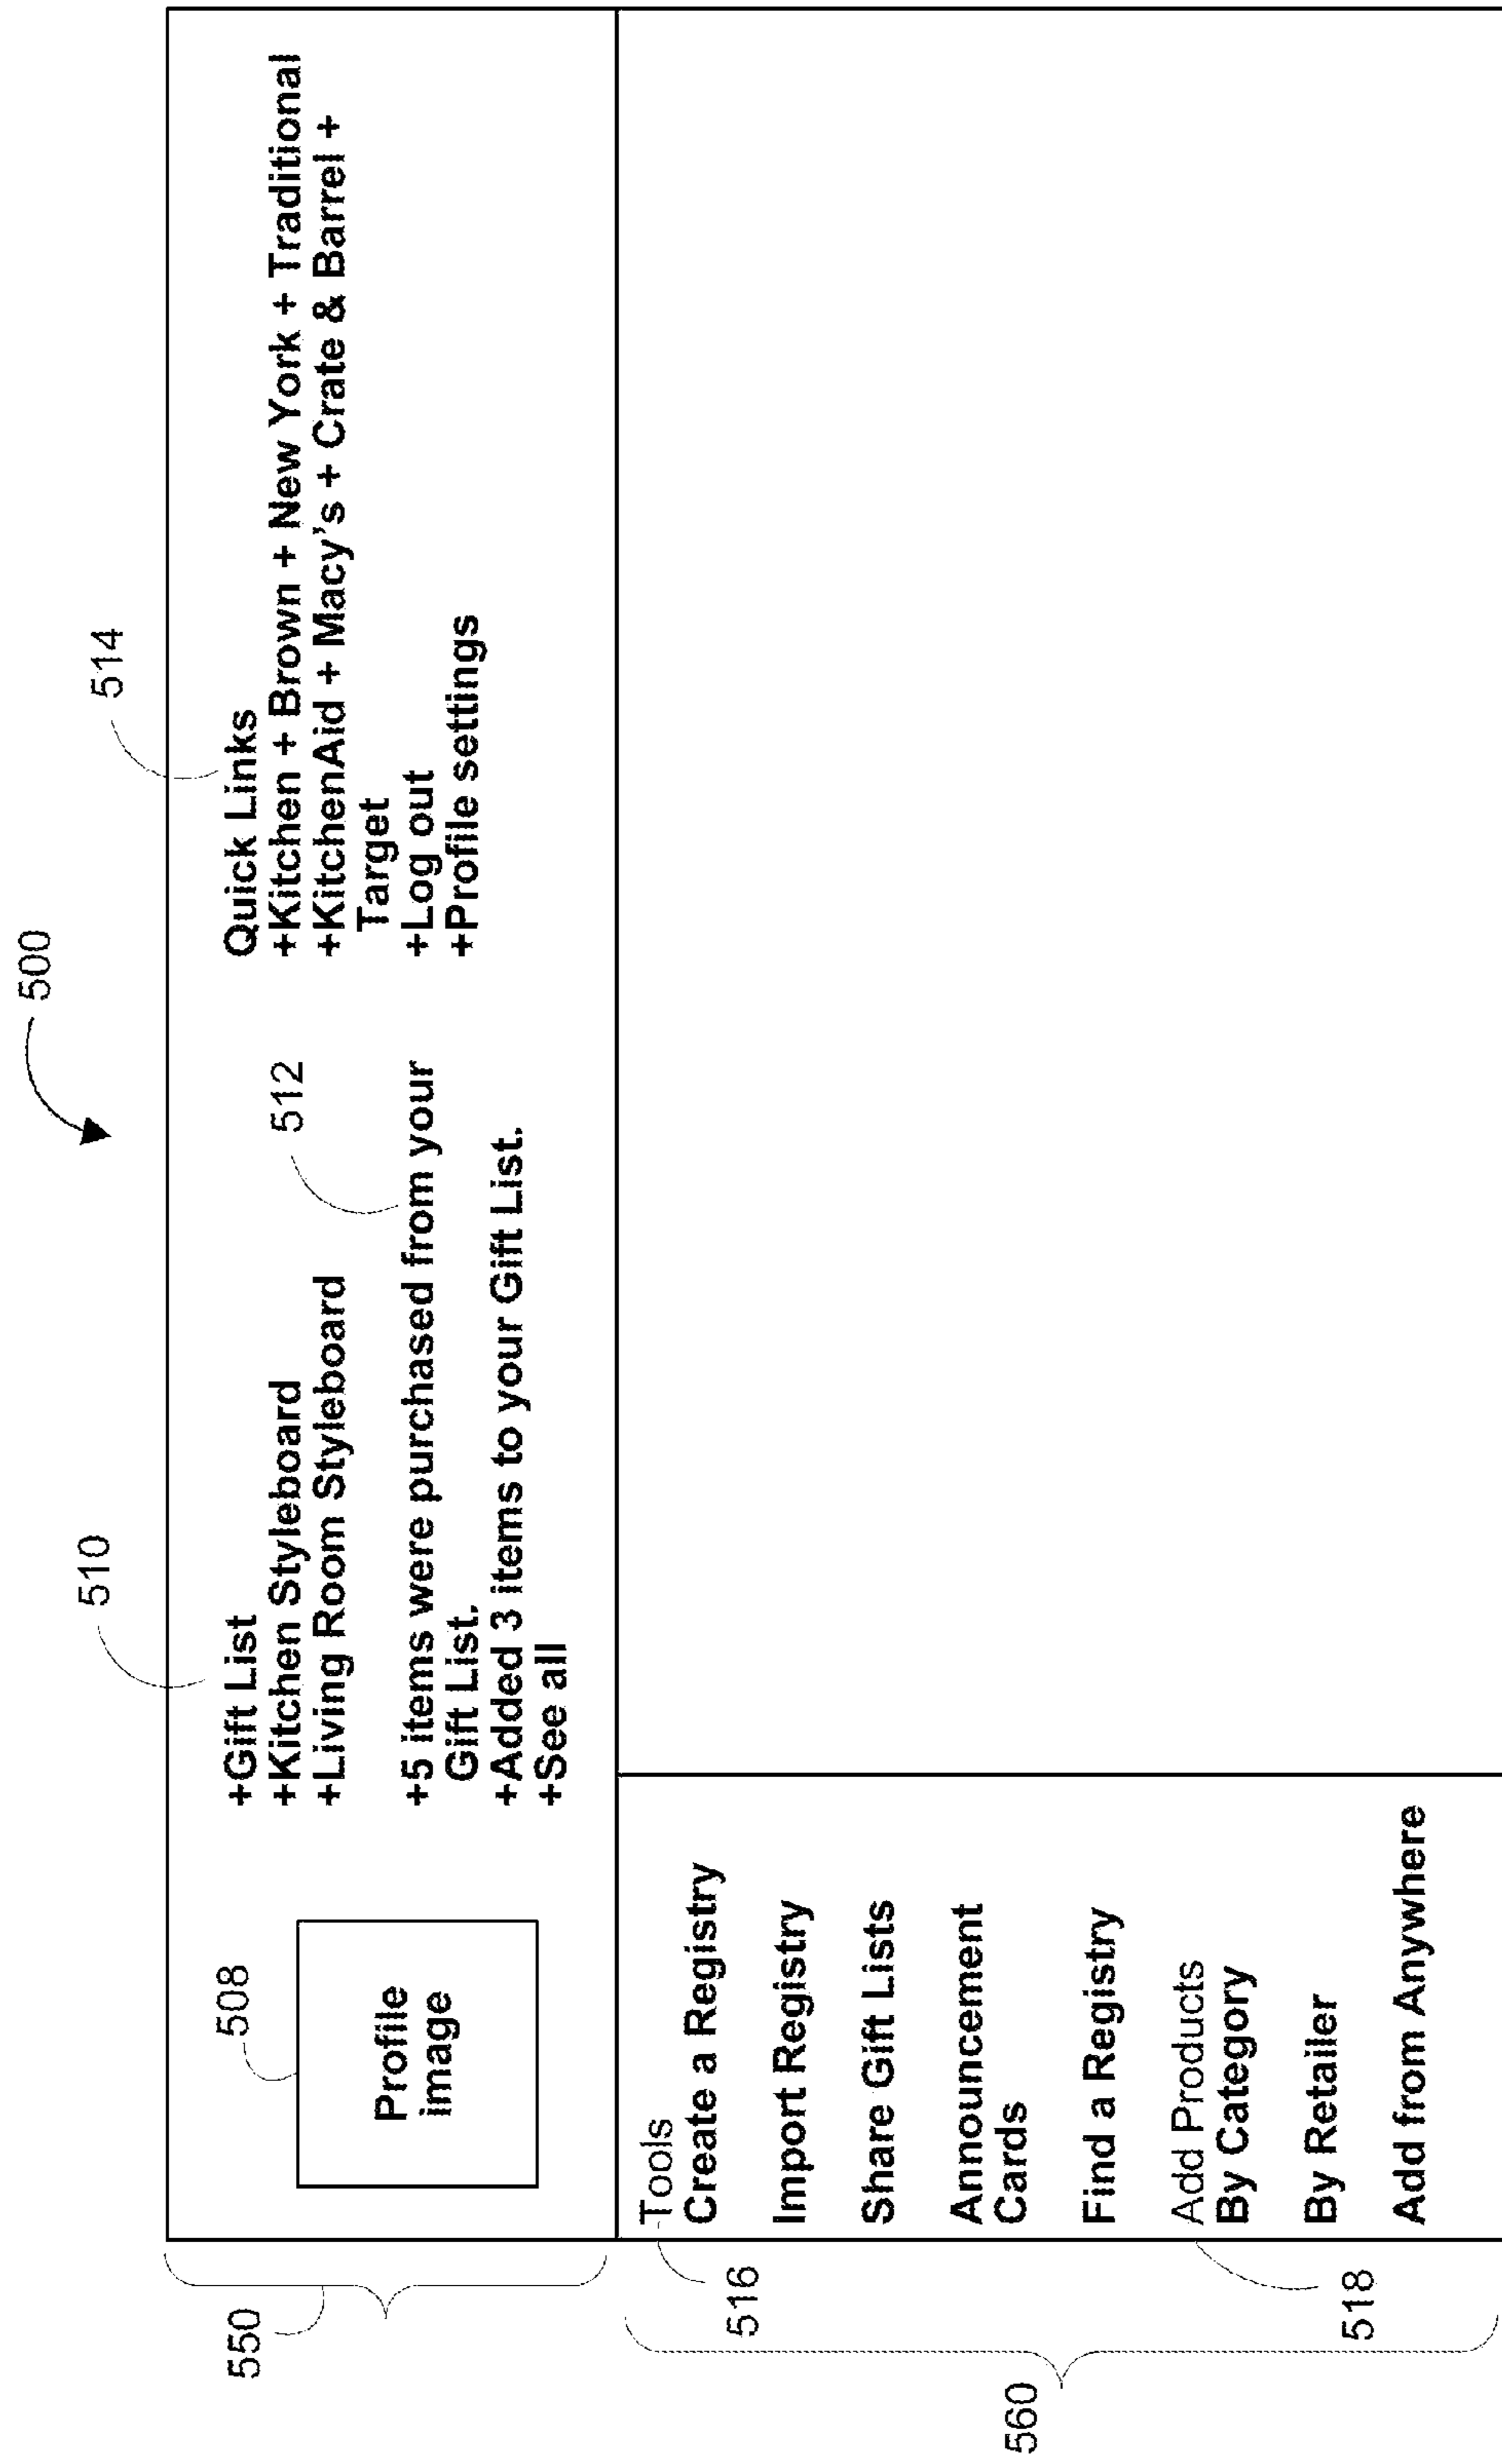 500
510
514
+Gift List
+Kitchen Styleboard
+Living Room Styleboard
512
+5 items were purchased from your
Gift List.
+Added 3 items to your Gift List.
+See all
Quick Links
+Kitchen + Brown + New York + Traditional
+KitchenAid + Macy's + Crate & Barrel +
Target
+Log out
+Profile settings
508
Profile
image
550
Tools
Create a Registry
516
Import Registry
Share Gift Lists
Announcement
Cards
560
Find a Registry
Add Products
By Category
By Retailer
518
Add from Anywhere